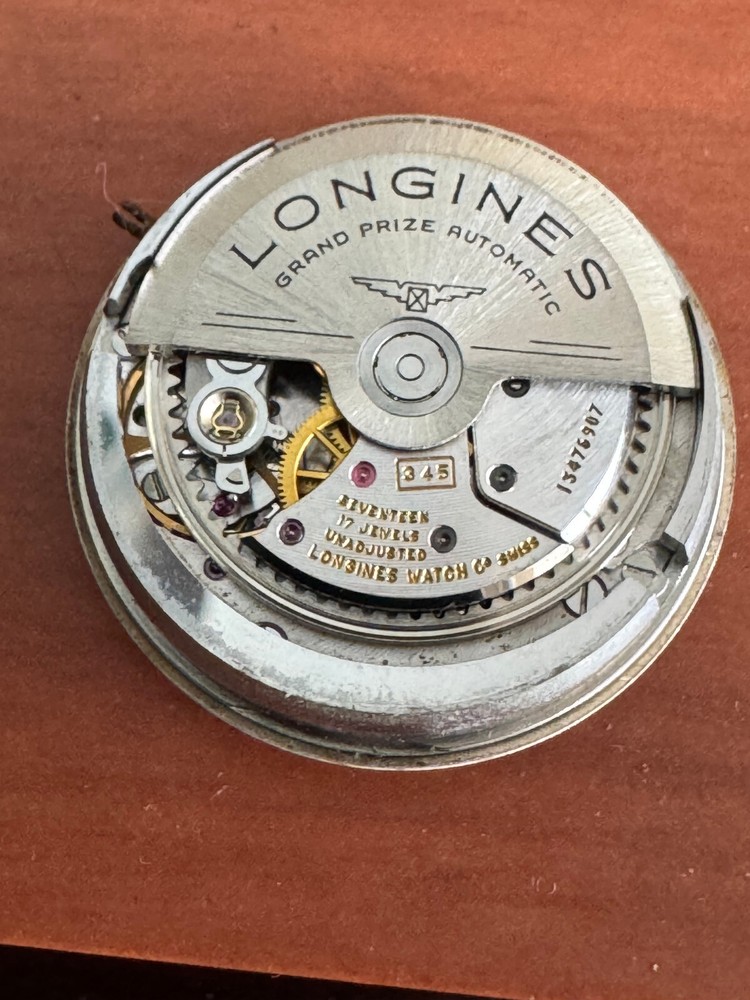 LONGINES
GRAND PRIZE AUTOMATIC
345
SEVENTEEN
17 JEWELS
UNADJUSTED
LONGINES WATCH Co SWISS
13476907